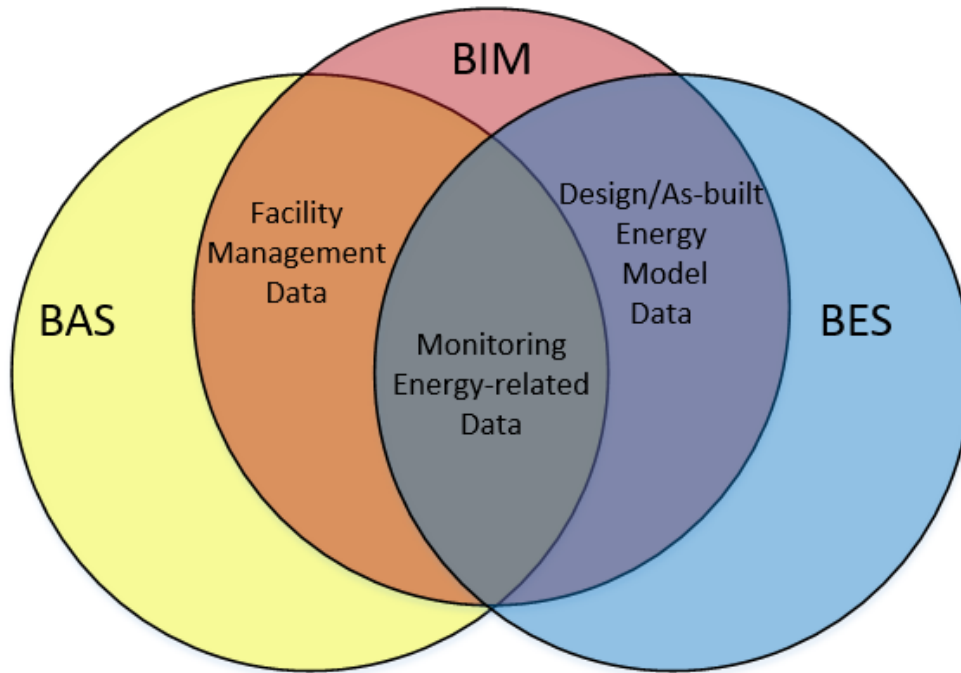 BIM
Facility
Management
Data
Design/As-built
Energy
Model
Data
BAS
BES
Monitoring
Energy-related
Data